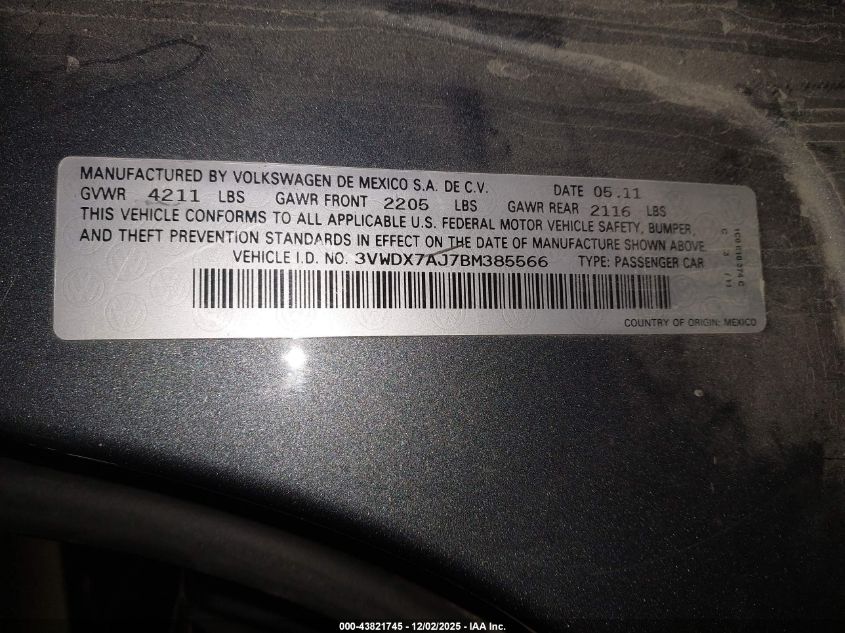 MANUFACTURED BY VOLKSWAGEN DE MEXICO S.A. DE C.V. DATE 05.11
GVWR 4211 LBS GAWR FRONT 2205 LBS GAWR REAR 2116 LBS
THIS VEHICLE CONFORMS TO ALL APPLICABLE U.S. FEDERAL MOTOR VEHICLE SAFETY, BUMPER,
AND THEFT PREVENTION STANDARDS IN EFFECT ON THE DATE OF MANUFACTURE SHOWN ABOVE
VEHICLE I.D. NO. 3VWDX7AJ7BM385566 TYPE: PASSENGER CAR
COUNTRY OF ORIGIN: MEXICO
000-43821745 - 12/02/2025 - IAA Inc.